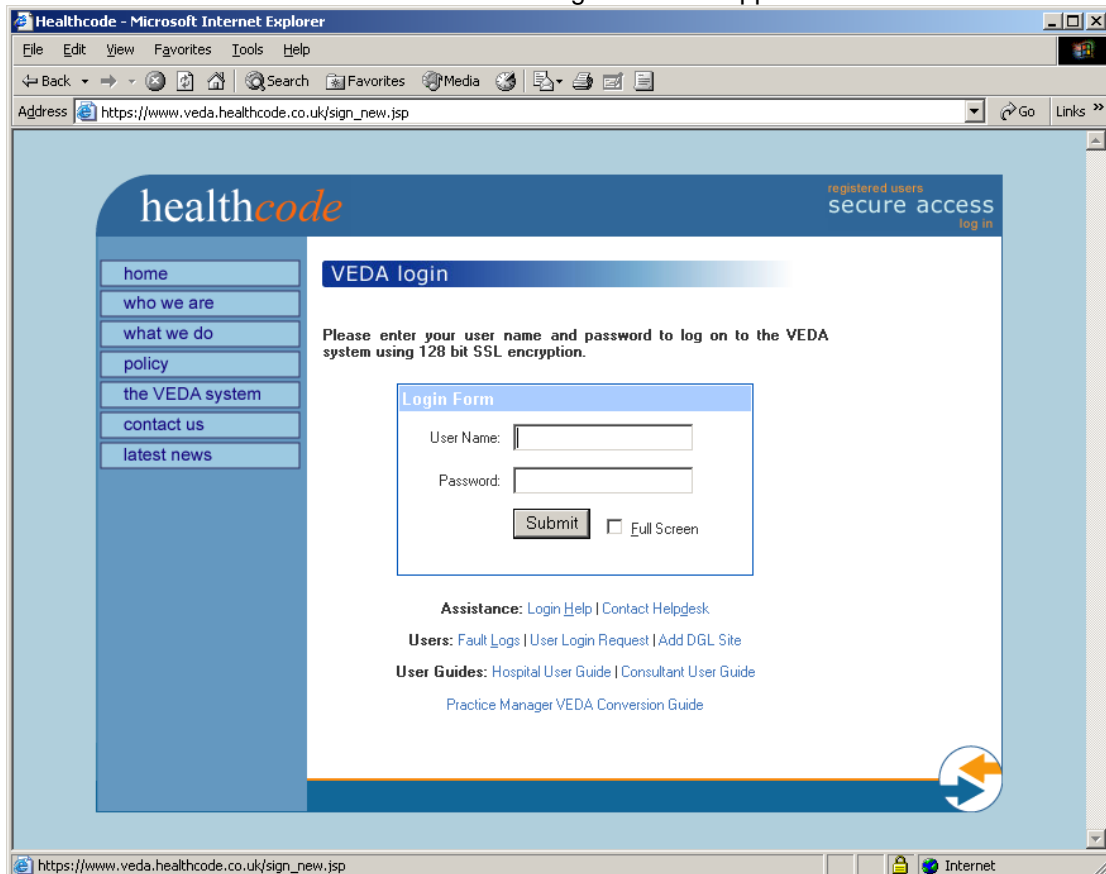 Healthcode - Microsoft Internet Explorer
File Edit View Favorites Tools Help
Back Search Favorites Media
Address https://www.veda.healthcode.co.uk/sign_new.jsp Go Links »
healthcode
registered users
secure access
log in
home
who we are
what we do
policy
the VEDA system
contact us
latest news
VEDA login
Please enter your user name and password to log on to the VEDA
system using 128 bit SSL encryption.
Login Form
User Name:
Password:
Submit Full Screen
Assistance: Login Help | Contact Helpdesk
Users: Fault Logs | User Login Request | Add DGL Site
User Guides: Hospital User Guide | Consultant User Guide
Practice Manager VEDA Conversion Guide
https://www.veda.healthcode.co.uk/sign_new.jsp Internet